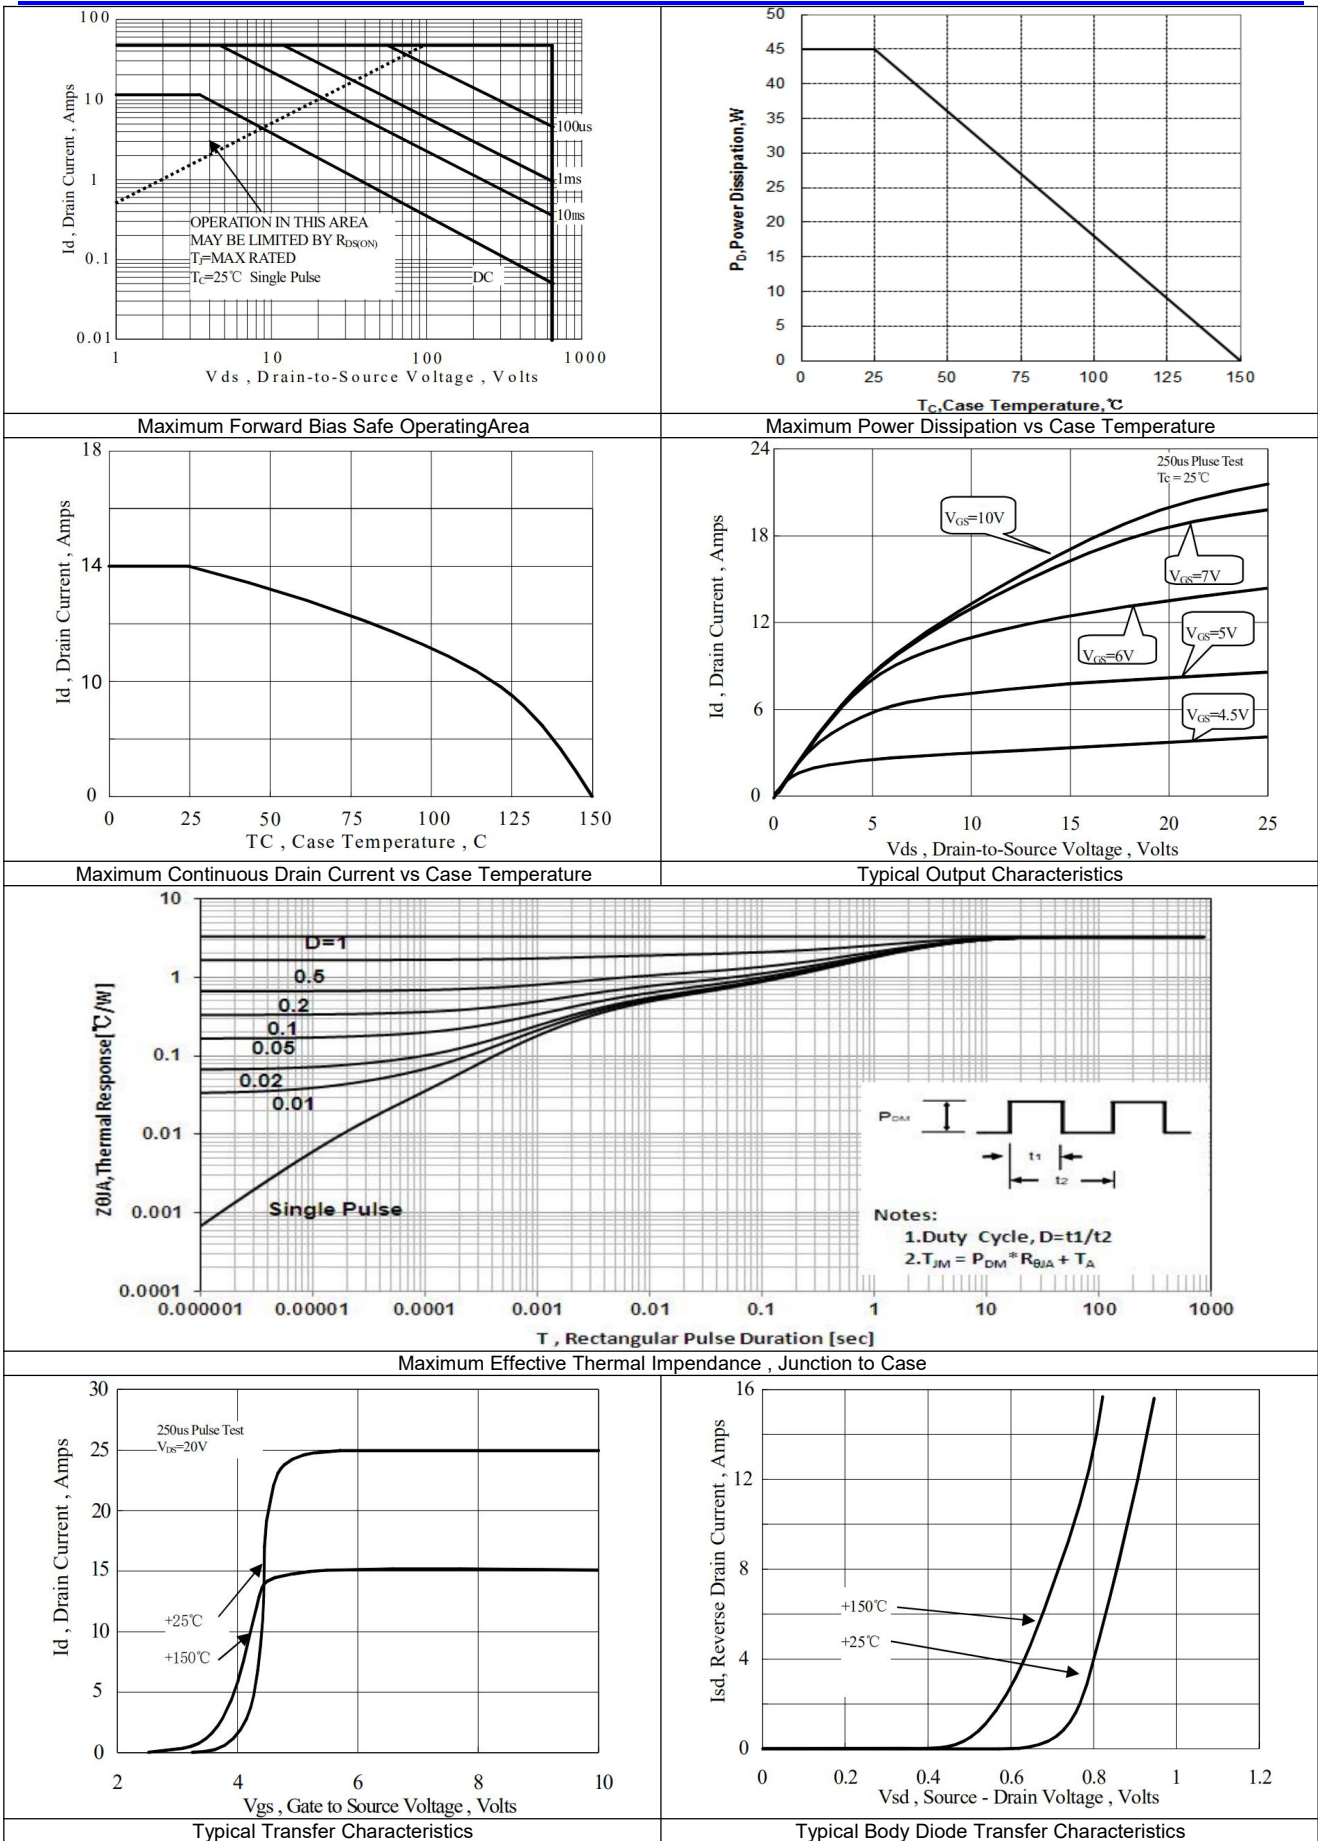 100
10
1
0.1
0.01
Id , Drain Current , Amps
100us
1ms
10ms
OPERATION IN THIS AREA
MAY BE LIMITED BY RDS(ON)
TJ=MAX RATED
TC=25℃ Single Pulse
DC
1 10 100 1000
Vds , Drain-to-Source Voltage , Volts
Maximum Forward Bias Safe OperatingArea
50
45
40
35
30
25
20
15
10
5
0
PD,Power Dissipation,W
0 25 50 75 100 125 150
TC,Case Temperature,℃
Maximum Power Dissipation vs Case Temperature
18
14
10
0
Id , Drain Current , Amps
0 25 50 75 100 125 150
TC , Case Temperature , C
Maximum Continuous Drain Current vs Case Temperature
24
18
12
6
0
Id , Drain Current , Amps
250us Pluse Test
Tc = 25℃
VGS=10V
VGS=7V
VGS=6V
VGS=5V
VGS=4.5V
0 5 10 15 20 25
Vds , Drain-to-Source Voltage , Volts
Typical Output Characteristics
10
1
0.1
0.01
0.001
0.0001
ZθJA,Thermal Response[℃/W]
D=1
0.5
0.2
0.1
0.05
0.02
0.01
Single Pulse
PDM
t1
t2
Notes:
1.Duty Cycle, D=t1/t2
2.TJM = PDM*RθJA + TA
0.000001 0.00001 0.0001 0.001 0.01 0.1 1 10 100 1000
T , Rectangular Pulse Duration [sec]
Maximum Effective Thermal Impendance , Junction to Case
30
25
20
15
10
5
0
Id , Drain Current , Amps
250us Pulse Test
VDS=20V
+25℃
+150℃
2 4 6 8 10
Vgs , Gate to Source Voltage , Volts
Typical Transfer Characteristics
16
12
8
4
0
Isd, Reverse Drain Current , Amps
+150℃
+25℃
0 0.2 0.4 0.6 0.8 1 1.2
Vsd , Source - Drain Voltage , Volts
Typical Body Diode Transfer Characteristics